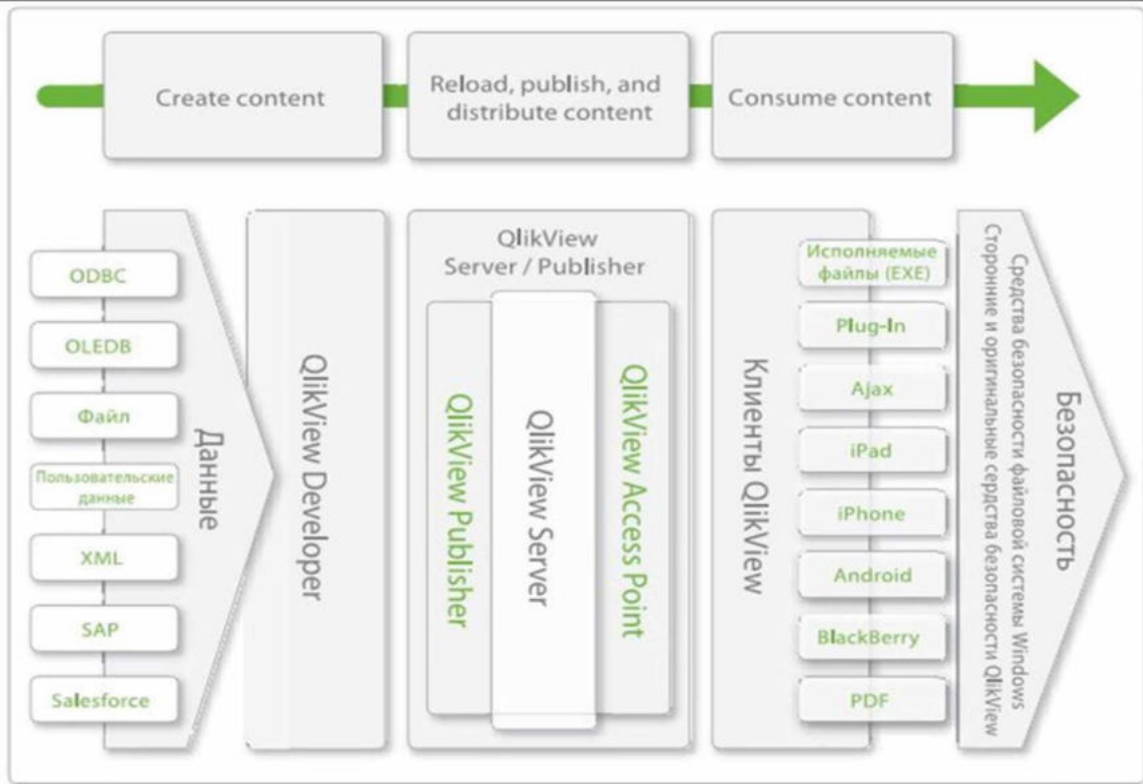 Create content
Reload, publish, and
distribute content
Consume content
ODBC
OLEDB
Файл
Пользовательские
данные
XML
SAP
Salesforce
Данные
QlikView Developer
QlikView
Server / Publisher
QlikView Publisher
QlikView Server
QlikView Access Point
Клиенты QlikView
Исполняемые
файлы (EXE)
Plug-In
Ajax
iPad
iPhone
Android
BlackBerry
PDF
Безопасность
Средства безопасности файловой системы Windows
Сторонние и оригинальные сердства безопасности QlikView